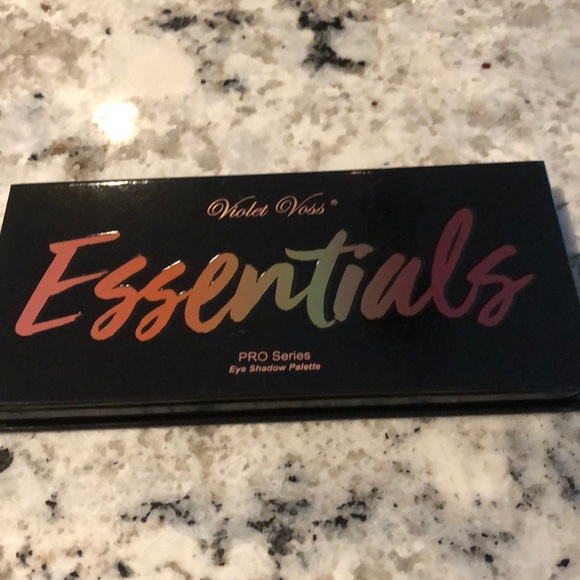 Violet Voss®
Essentials
PRO Series
Eye Shadow Palette